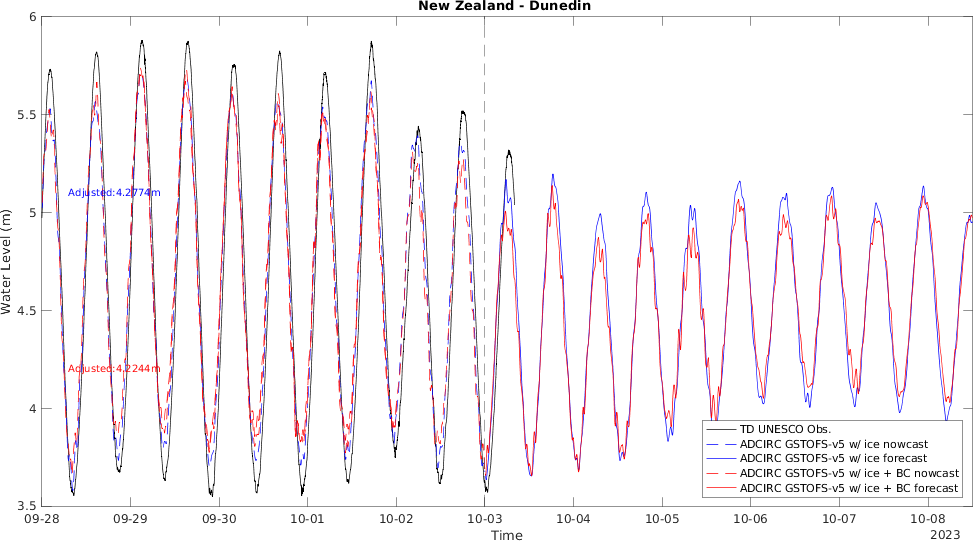 New Zealand - Dunedin
6
5.5
5
4.5
4
3.5
Water Level (m)
Adjusted:4.2774m
Adjusted:4.2244m
TD UNESCO Obs.
ADCIRC GSTOFS-v5 w/ ice nowcast
ADCIRC GSTOFS-v5 w/ ice forecast
ADCIRC GSTOFS-v5 w/ ice + BC nowcast
ADCIRC GSTOFS-v5 w/ ice + BC forecast
09-28 09-29 09-30 10-01 10-02 10-03 10-04 10-05 10-06 10-07 10-08
Time
2023